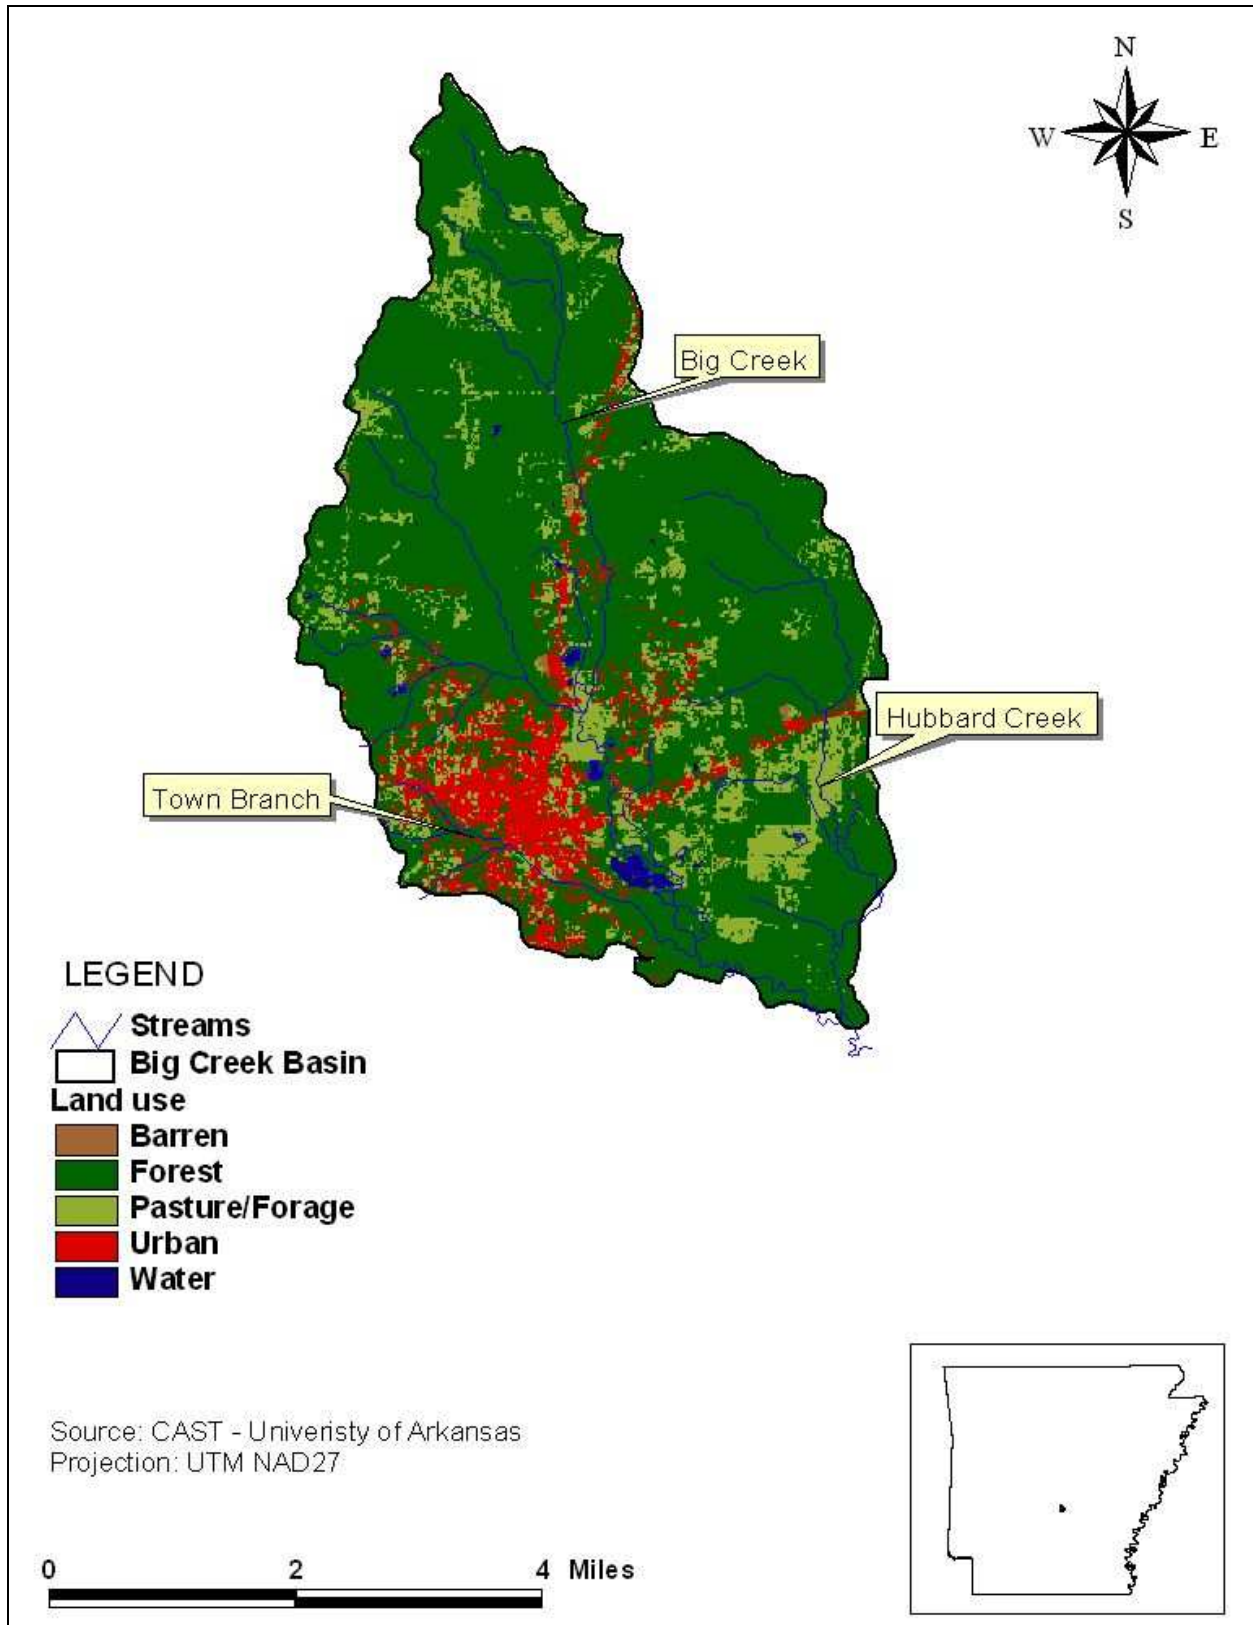 N
W E
S
Big Creek
Hubbard Creek
Town Branch
LEGEND
Streams
Big Creek Basin
Land use
Barren
Forest
Pasture/Forage
Urban
Water
Source: CAST - Univeristy of Arkansas
Projection: UTM NAD27
0 2 4 Miles